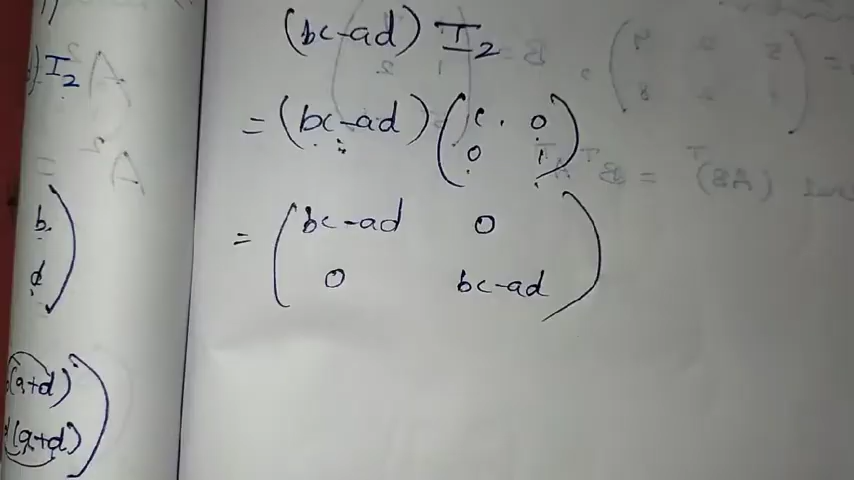 (bc-ad) I₂
= (bc-ad) (1 0
0 1)
= (bc-ad 0
0 bc-ad)
I₂
b
d
(a+d)
(a+d)